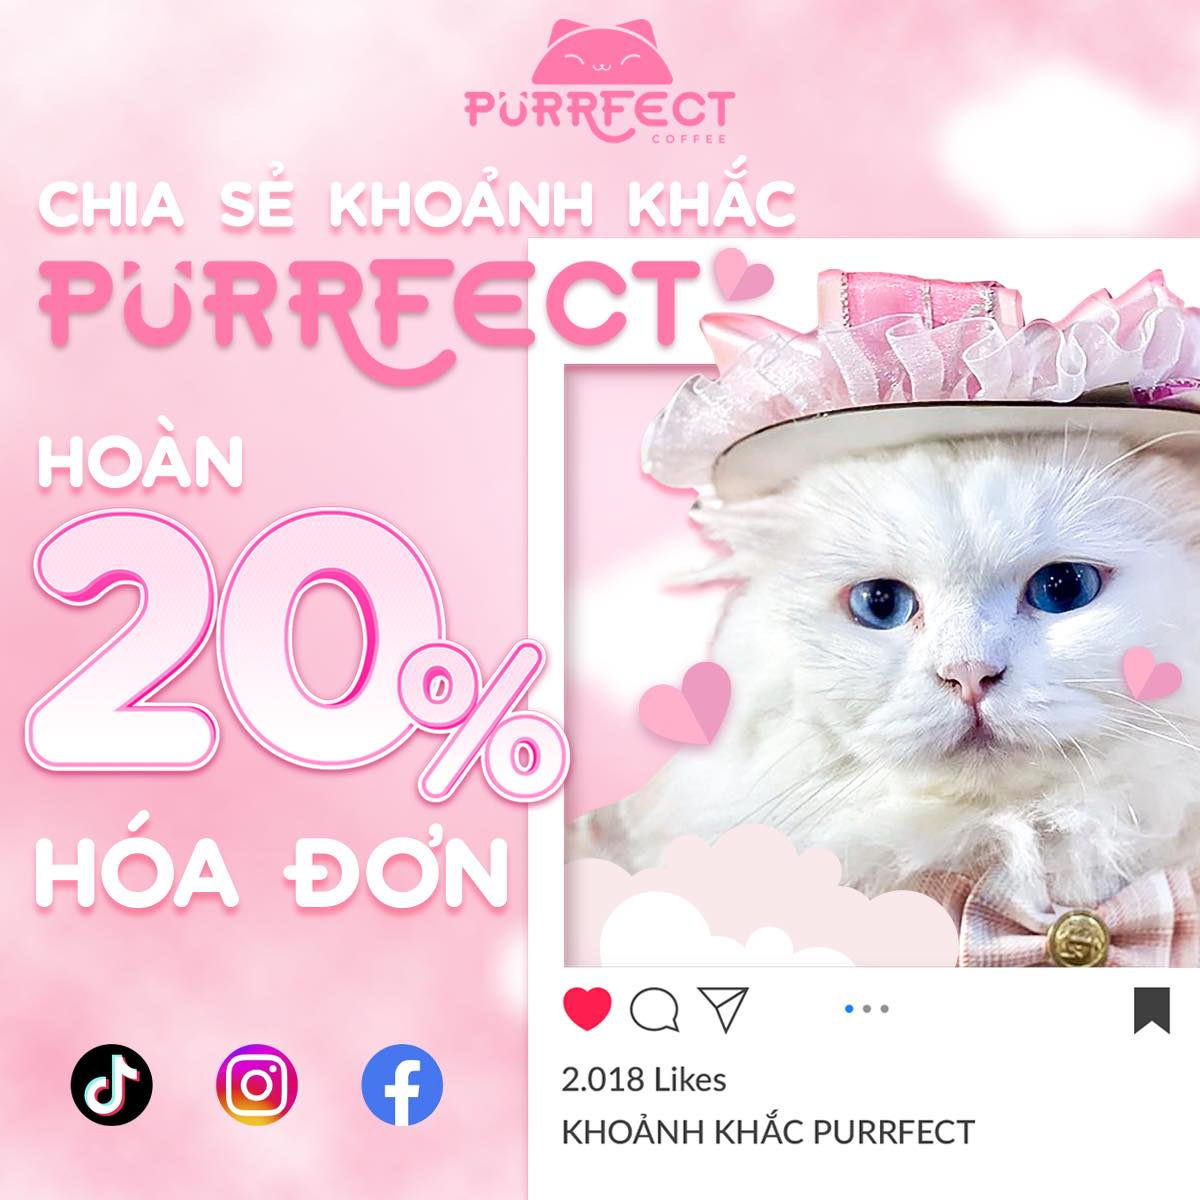 PURRFECT
COFFEE
CHIA SẺ KHOẢNH KHẮC
PURRFECT
HOÀN
20%
HÓA ĐƠN
2.018 Likes
KHOẢNH KHẮC PURRFECT